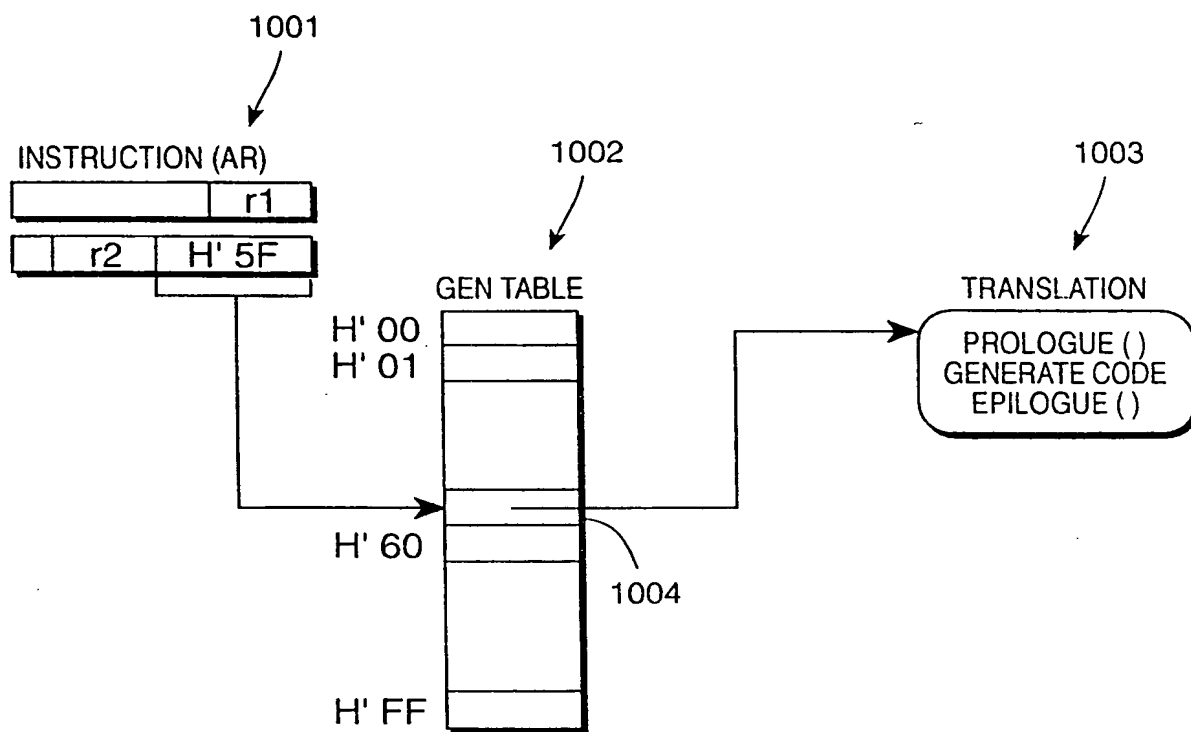 1001
INSTRUCTION (AR)
r1
r2 H' 5F
1002
GEN TABLE
H' 00
H' 01
H' 60
H' FF
1004
1003
TRANSLATION
PROLOGUE ( )
GENERATE CODE
EPILOGUE ( )